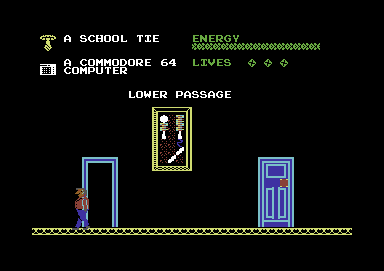 A SCHOOL TIE
ENERGY
A COMMODORE 64
COMPUTER
LIVES
LOWER PASSAGE